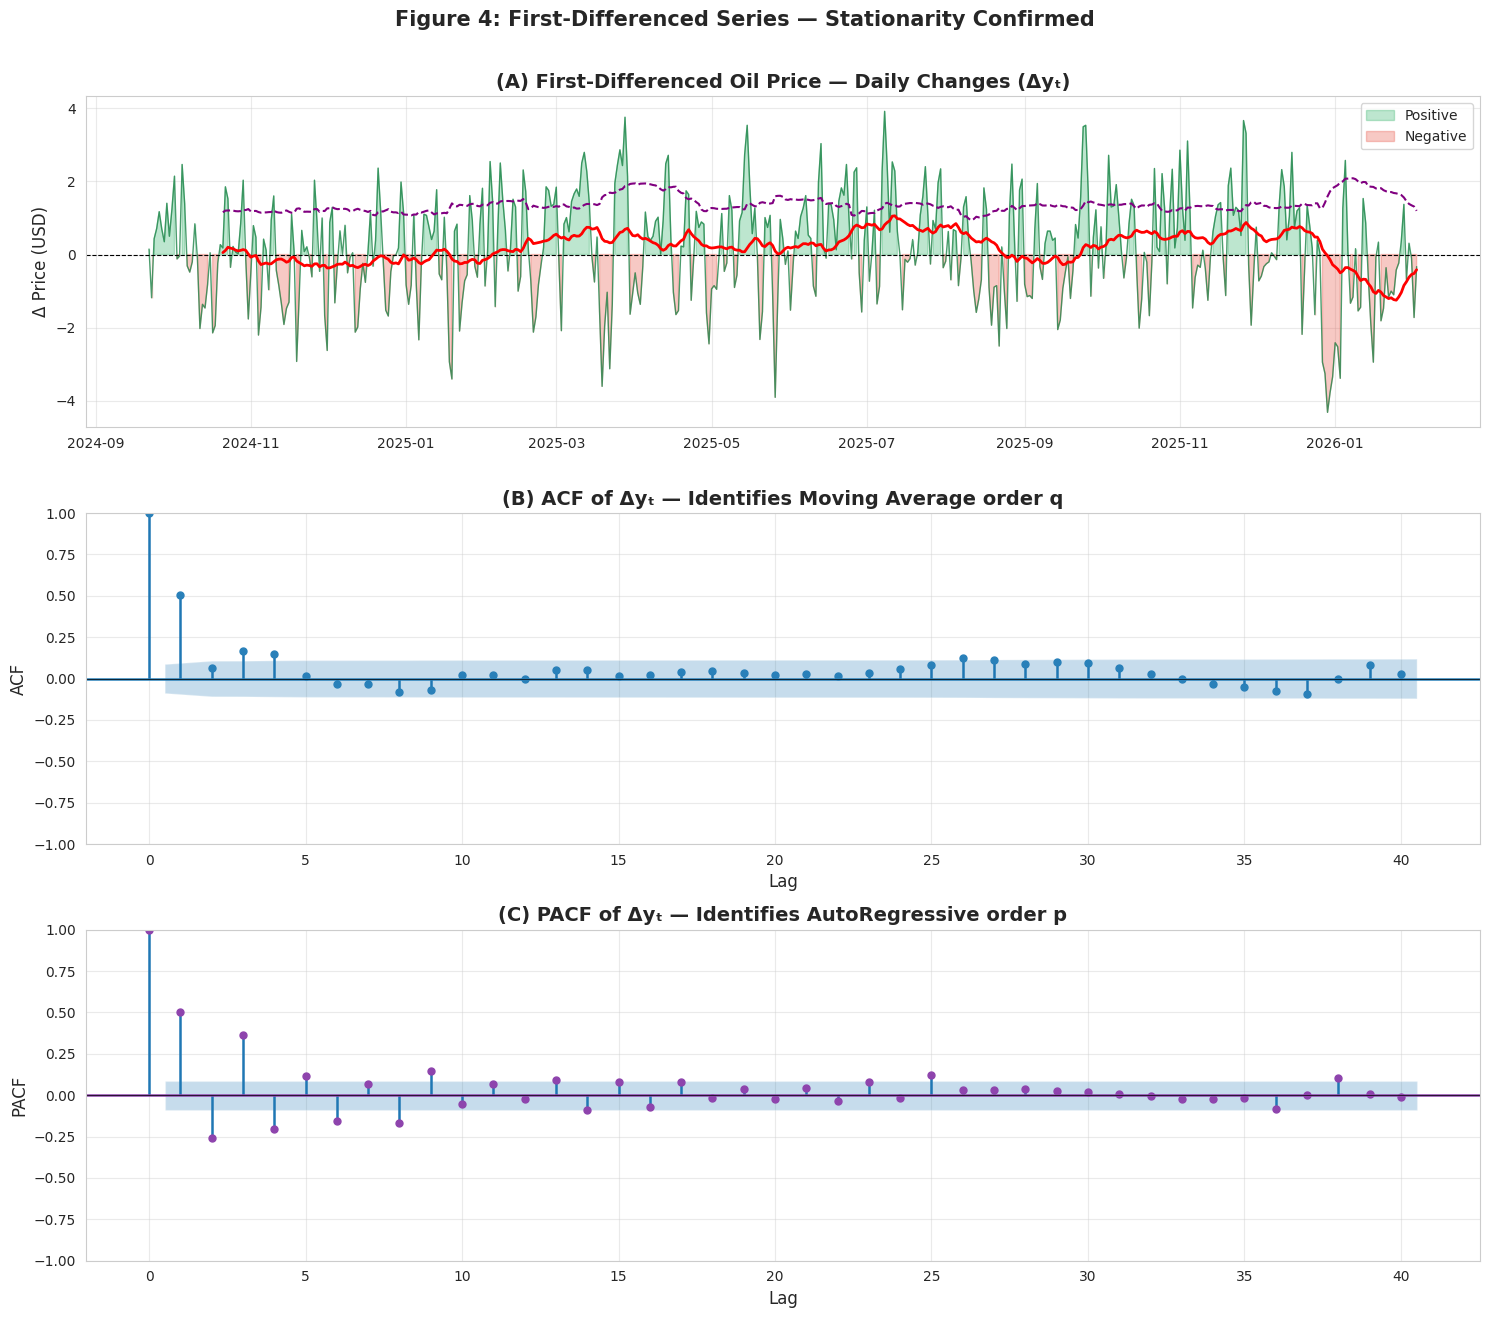 Figure 4: First-Differenced Series — Stationarity Confirmed
(A) First-Differenced Oil Price — Daily Changes (Δyₜ)
Δ Price (USD)
4
2
0
−2
−4
Positive
Negative
2024-09 2024-11 2025-01 2025-03 2025-05 2025-07 2025-09 2025-11 2026-01
(B) ACF of Δyₜ — Identifies Moving Average order q
ACF
1.00
0.75
0.50
0.25
0.00
−0.25
−0.50
−0.75
−1.00
0 5 10 15 20 25 30 35 40
Lag
(C) PACF of Δyₜ — Identifies AutoRegressive order p
PACF
1.00
0.75
0.50
0.25
0.00
−0.25
−0.50
−0.75
−1.00
0 5 10 15 20 25 30 35 40
Lag